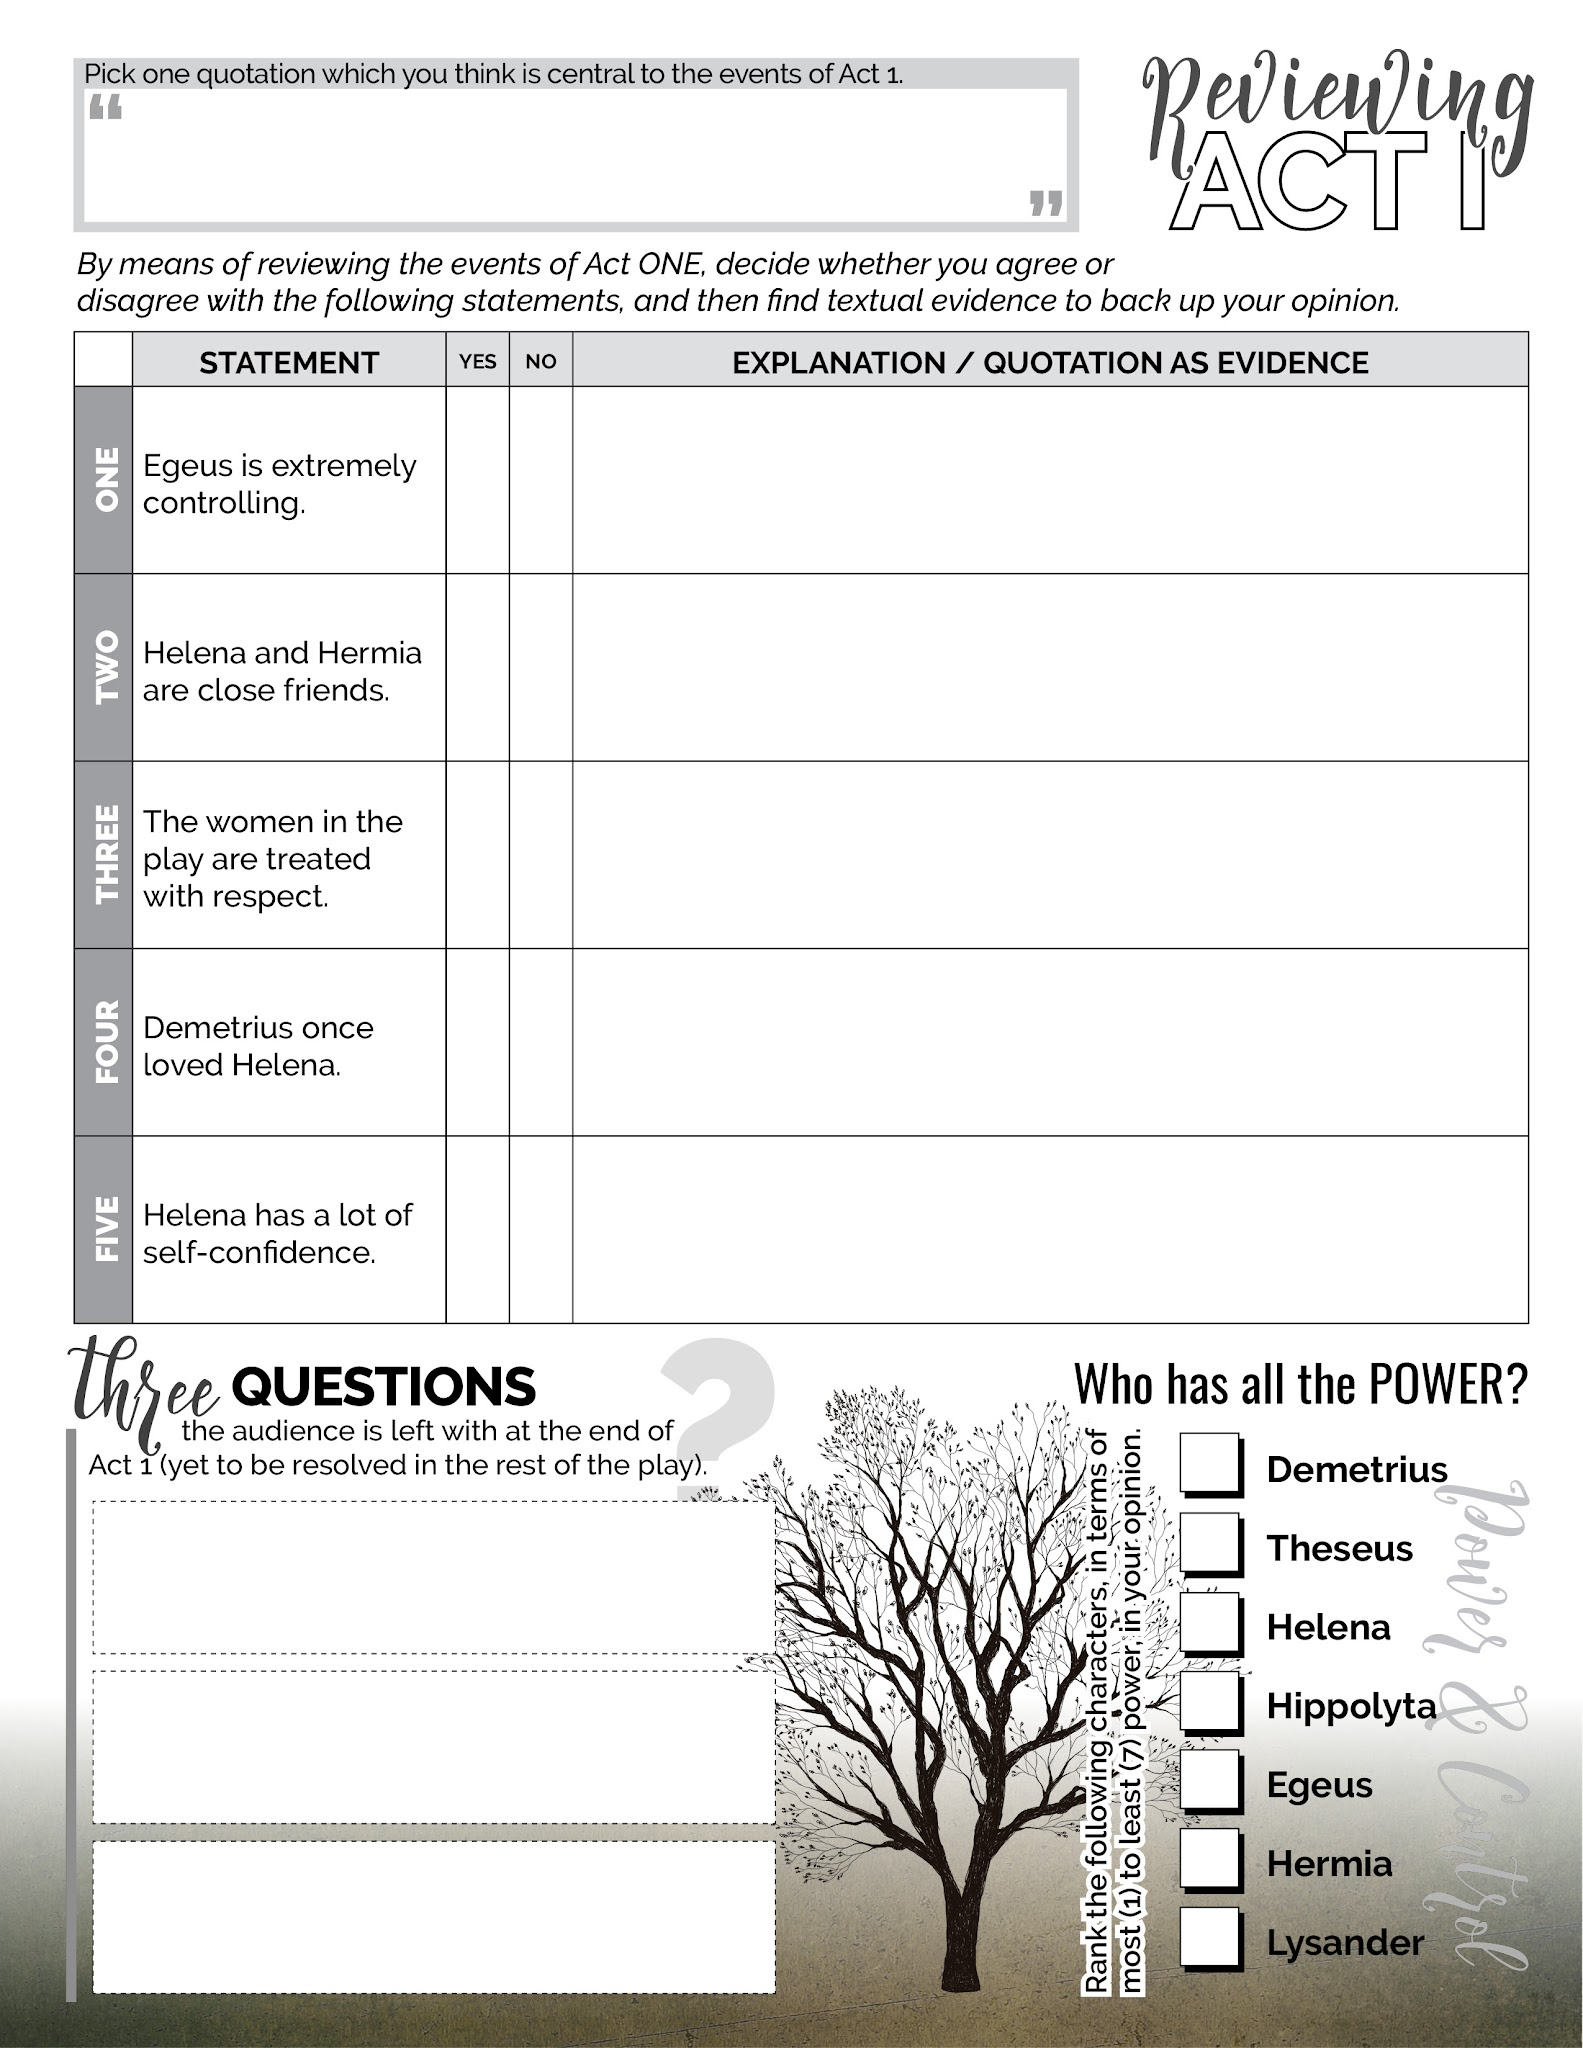 Pick one quotation which you think is central to the events of Act 1.
“
”
Reviewing
ACT I
By means of reviewing the events of Act ONE, decide whether you agree or
disagree with the following statements, and then find textual evidence to back up your opinion.
STATEMENT YES NO EXPLANATION / QUOTATION AS EVIDENCE
ONE
Egeus is extremely
controlling.
TWO
Helena and Hermia
are close friends.
THREE
The women in the
play are treated
with respect.
FOUR
Demetrius once
loved Helena.
FIVE
Helena has a lot of
self-confidence.
three QUESTIONS
?
the audience is left with at the end of
Act 1 (yet to be resolved in the rest of the play).
Who has all the POWER?
Rank the following characters, in terms of
most (1) to least (7) power, in your opinion.
Demetrius
Theseus
Helena
Hippolyta
Egeus
Hermia
Lysander
Power & Control